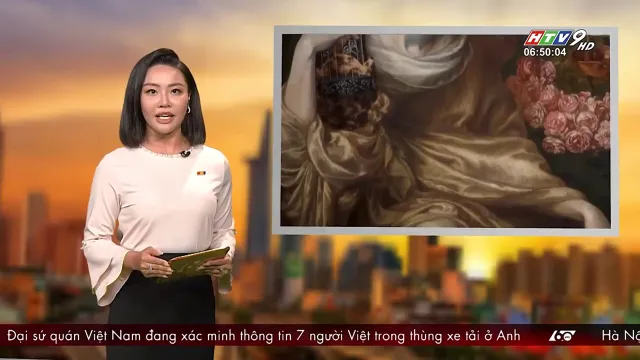 HTV9 HD
06:50:04
Đại sứ quán Việt Nam đang xác minh thông tin 7 người Việt trong thùng xe tải ở Anh
60
Hà Nộ